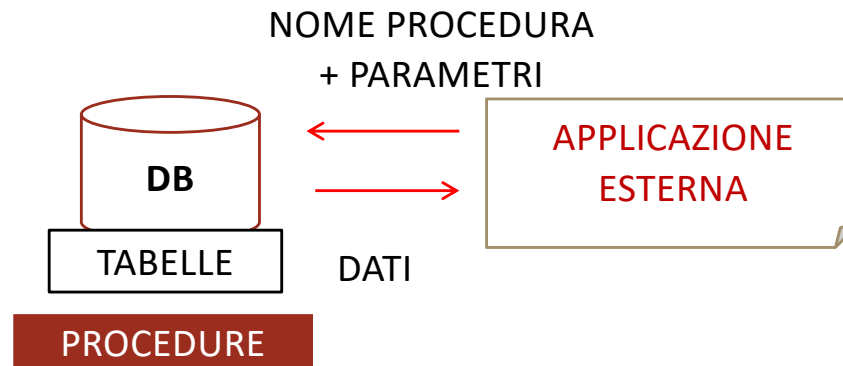 NOME PROCEDURA
+ PARAMETRI
APPLICAZIONE
ESTERNA
DB
TABELLE
DATI
PROCEDURE